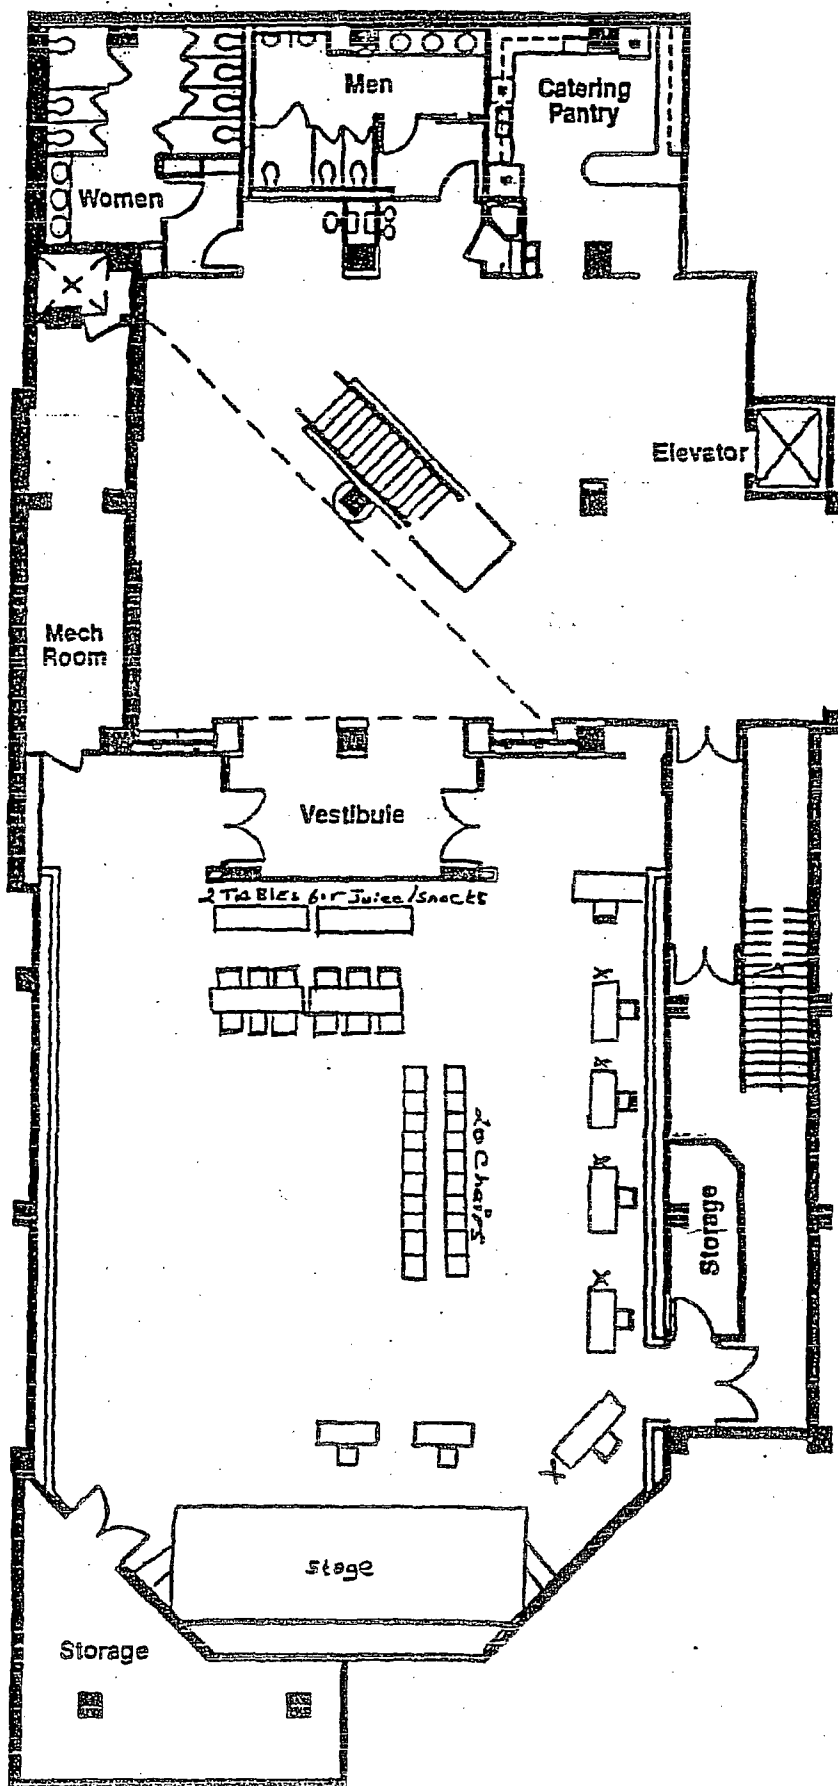 Men
Catering
Pantry
Women
Elevator
Mech
Room
Vestibule
2 TABLES for Juice/snacks
20 Chairs
Storage
stage
Storage